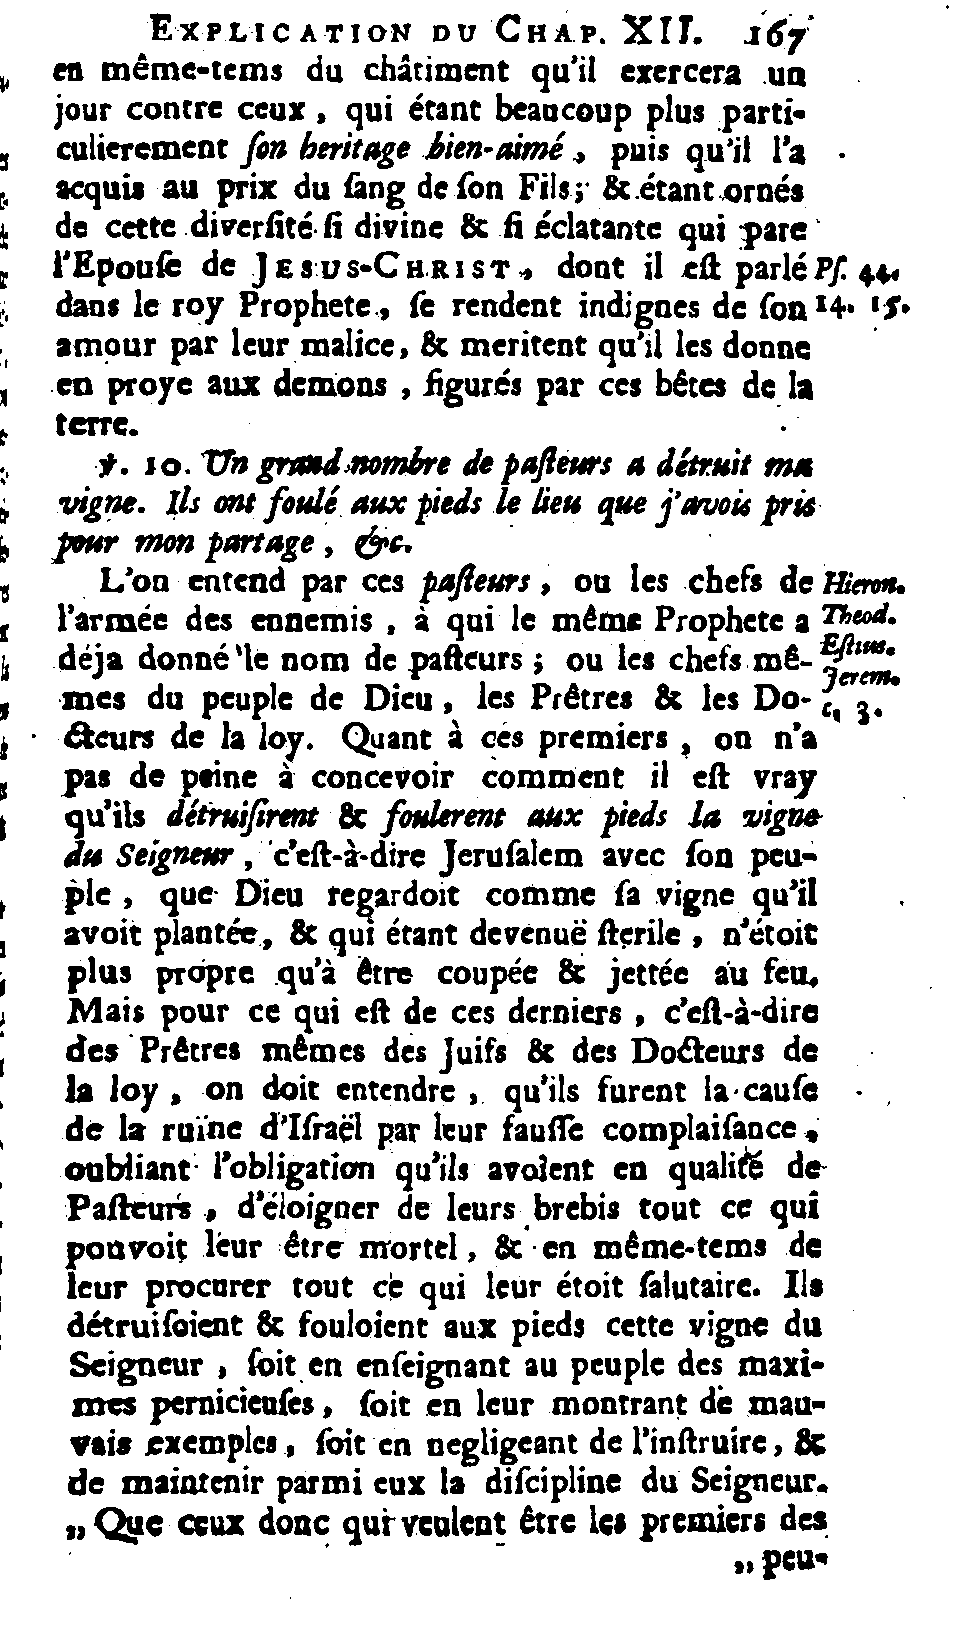 EXPLICATION DU CHAP. XII. 167
en même-tems du châtiment qu'il exercera un
jour contre ceux, qui étant beaucoup plus parti-
culierement ſon heritage bien-aimé, puis qu'il l'a
acquis au prix du ſang de ſon Fils; & étant ornés
de cette diverſité ſi divine & ſi éclatante qui pare
l'Epouſe de JESUS-CHRIST, dont il eſt parlé Pſ. 44.
dans le roy Prophete, ſe rendent indignes de ſon 14. 15.
amour par leur malice, & meritent qu'il les donne
en proye aux demons, figurés par ces bêtes de la
terre.
℣. 10. Un grand nombre de paſteurs a détruit ma
vigne. Ils ont foulé aux pieds le lieu que j'avois pris
pour mon partage, &c.
L'on entend par ces paſteurs, ou les chefs de Hieron.
l'armée des ennemis, à qui le même Prophete a Theod.
déja donné le nom de paſteurs; ou les chefs mê- Eſtius.
Jerem.
mes du peuple de Dieu, les Prêtres & les Do- c. 3.
cteurs de la loy. Quant à ces premiers, on n'a
pas de peine à concevoir comment il eſt vray
qu'ils détruiſirent & foulerent aux pieds la vigne
du Seigneur, c'eſt-à-dire Jeruſalem avec ſon peu-
ple, que Dieu regardoit comme ſa vigne qu'il
avoit plantée, & qui étant devenuë ſterile, n'étoit
plus propre qu'à être coupée & jettée au feu.
Mais pour ce qui eſt de ces derniers, c'eſt-à-dire
des Prêtres mêmes des Juifs & des Docteurs de
la loy, on doit entendre, qu'ils furent la cauſe
de la ruïne d'Iſraël par leur fauſſe complaiſance,
oubliant l'obligation qu'ils avoient en qualité de
Paſteurs, d'éloigner de leurs brebis tout ce qui
pouvoit leur être mortel, & en même-tems de
leur procurer tout ce qui leur étoit ſalutaire. Ils
détruiſoient & fouloient aux pieds cette vigne du
Seigneur, ſoit en enſeignant au peuple des maxi-
mes pernicieuſes, ſoit en leur montrant de mau-
vais exemples, ſoit en negligeant de l'inſtruire, &
de maintenir parmi eux la diſcipline du Seigneur.
„ Que ceux donc qui veulent être les premiers des
„ peu-